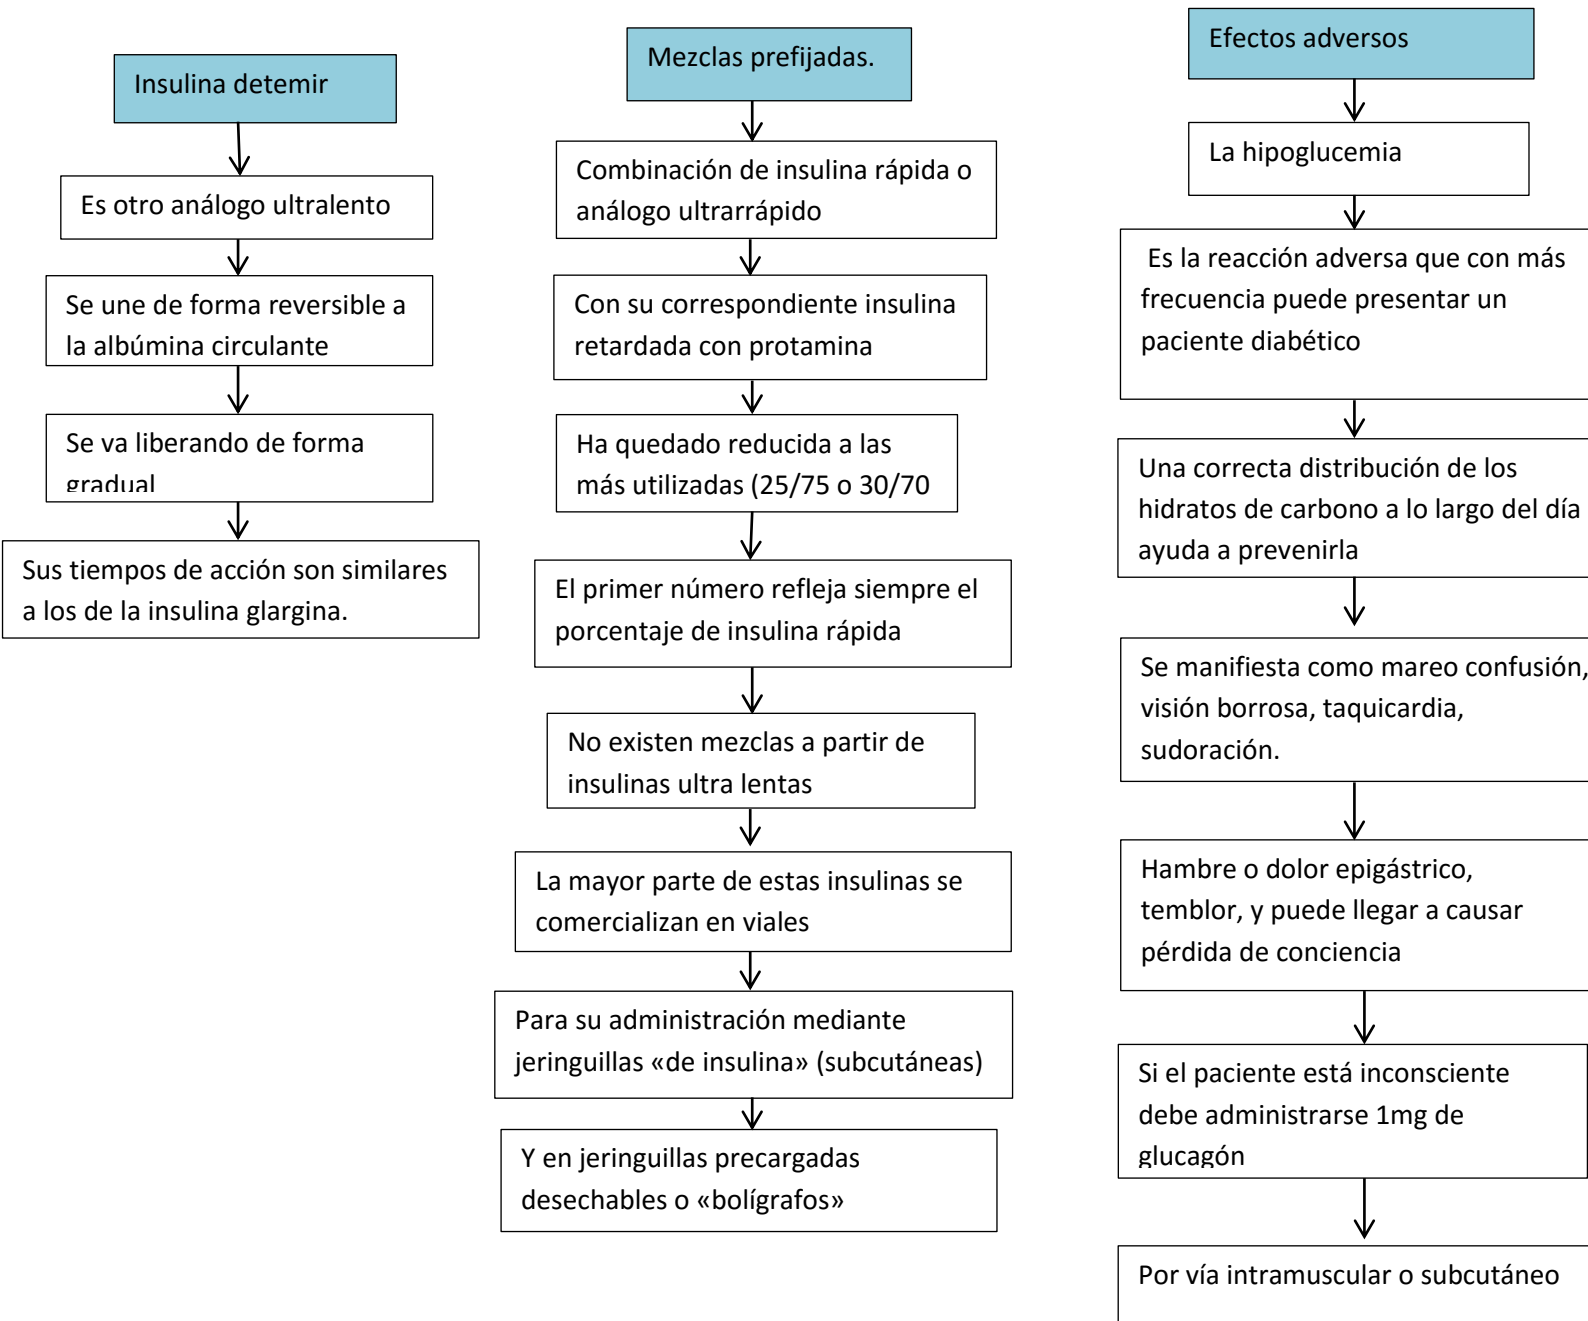 Insulina detemir
Es otro análogo ultralento
Se une de forma reversible a
la albúmina circulante
Se va liberando de forma
gradual
Sus tiempos de acción son similares
a los de la insulina glargina.
Mezclas prefijadas.
Combinación de insulina rápida o
análogo ultrarrápido
Con su correspondiente insulina
retardada con protamina
Ha quedado reducida a las
más utilizadas (25/75 o 30/70
El primer número refleja siempre el
porcentaje de insulina rápida
No existen mezclas a partir de
insulinas ultra lentas
La mayor parte de estas insulinas se
comercializan en viales
Para su administración mediante
jeringuillas «de insulina» (subcutáneas)
Y en jeringuillas precargadas
desechables o «bolígrafos»
Efectos adversos
La hipoglucemia
Es la reacción adversa que con más
frecuencia puede presentar un
paciente diabético
Una correcta distribución de los
hidratos de carbono a lo largo del día
ayuda a prevenirla
Se manifiesta como mareo confusión,
visión borrosa, taquicardia,
sudoración.
Hambre o dolor epigástrico,
temblor, y puede llegar a causar
pérdida de conciencia
Si el paciente está inconsciente
debe administrarse 1mg de
glucagón
Por vía intramuscular o subcutáneo